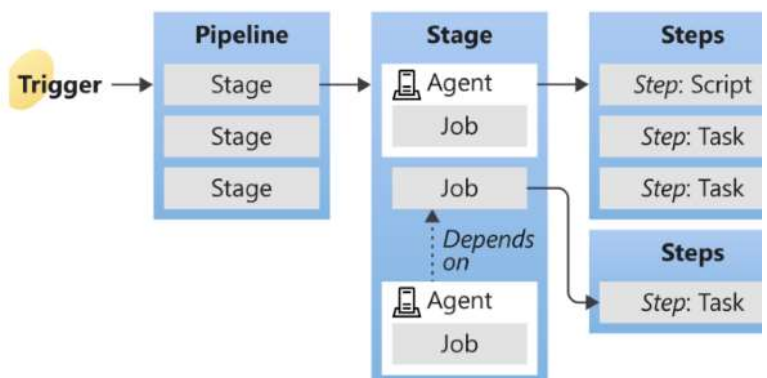 Trigger
Pipeline
Stage
Stage
Stage
Stage
Agent
Job
Job
Depends
on
Agent
Job
Steps
Step: Script
Step: Task
Step: Task
Steps
Step: Task